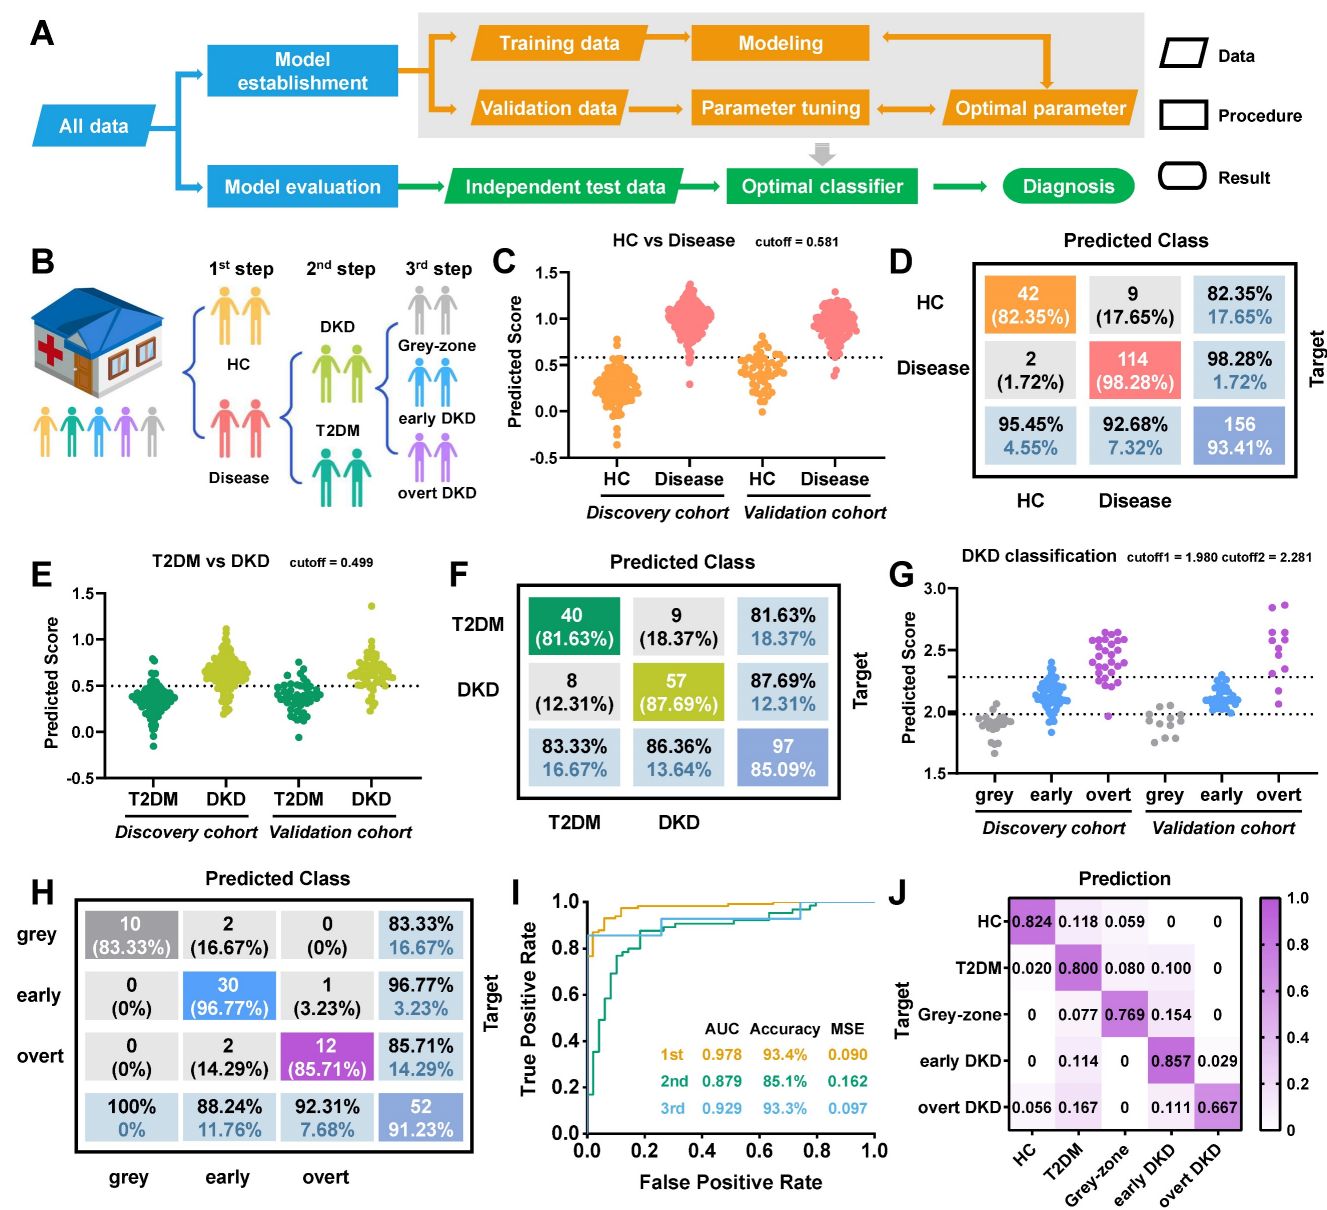 A
All data
Model
establishment
Model evaluation
Training data
Modeling
Validation data
Parameter tuning
Optimal parameter
Independent test data
Optimal classifier
Diagnosis
Data
Procedure
Result
B
1st step
2nd step
3rd step
HC
Disease
DKD
T2DM
Grey-zone
early DKD
overt DKD
C
HC vs Disease cutoff = 0.581
Predicted Score
1.5
1.0
0.5
0.0
-0.5
HC Disease HC Disease
Discovery cohort Validation cohort
D
Predicted Class
HC
42 9 82.35%
(82.35%) (17.65%) 17.65%
Disease
2 114 98.28%
(1.72%) (98.28%) 1.72%
95.45% 92.68% 156
4.55% 7.32% 93.41%
HC Disease
Target
E
T2DM vs DKD cutoff = 0.499
Predicted Score
1.5
1.0
0.5
0.0
-0.5
T2DM DKD T2DM DKD
Discovery cohort Validation cohort
F
Predicted Class
T2DM
40 9 81.63%
(81.63%) (18.37%) 18.37%
DKD
8 57 87.69%
(12.31%) (87.69%) 12.31%
83.33% 86.36% 97
16.67% 13.64% 85.09%
T2DM DKD
Target
G
DKD classification cutoff1 = 1.980 cutoff2 = 2.281
Predicted Score
3.0
2.5
2.0
1.5
grey early overt grey early overt
Discovery cohort Validation cohort
H
Predicted Class
grey
10 2 0 83.33%
(83.33%) (16.67%) (0%) 16.67%
early
0 30 1 96.77%
(0%) (96.77%) (3.23%) 3.23%
overt
0 2 12 85.71%
(0%) (14.29%) (85.71%) 14.29%
100% 88.24% 92.31% 52
0% 11.76% 7.68% 91.23%
grey early overt
Target
I
True Positive Rate
1.0
0.8
0.6
0.4
0.2
0.0
AUC Accuracy MSE
1st 0.978 93.4% 0.090
2nd 0.879 85.1% 0.162
3rd 0.929 93.3% 0.097
0.0 0.2 0.4 0.6 0.8 1.0
False Positive Rate
J
Prediction
Target
HC 0.824 0.118 0.059 0 0
T2DM 0.020 0.800 0.080 0.100 0
Grey-zone 0 0.077 0.769 0.154 0
early DKD 0 0.114 0 0.857 0.029
overt DKD 0.056 0.167 0 0.111 0.667
HC T2DM Grey-zone early DKD overt DKD
1.0
0.8
0.6
0.4
0.2
0